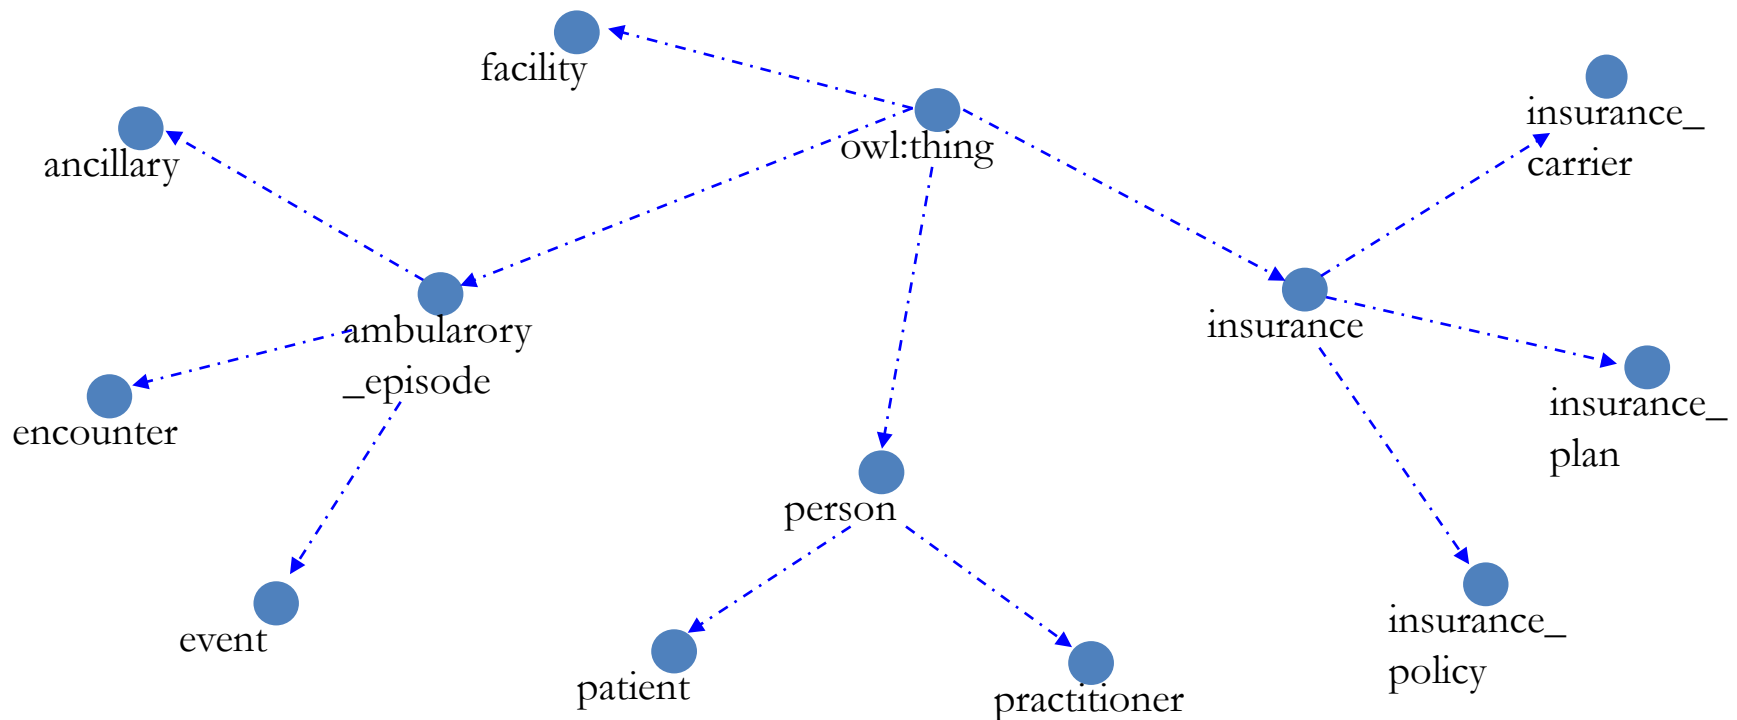 facility
owl:thing
insurance_
carrier
ancillary
ambularory
_episode
insurance
encounter
insurance_
plan
person
event
insurance_
policy
patient
practitioner